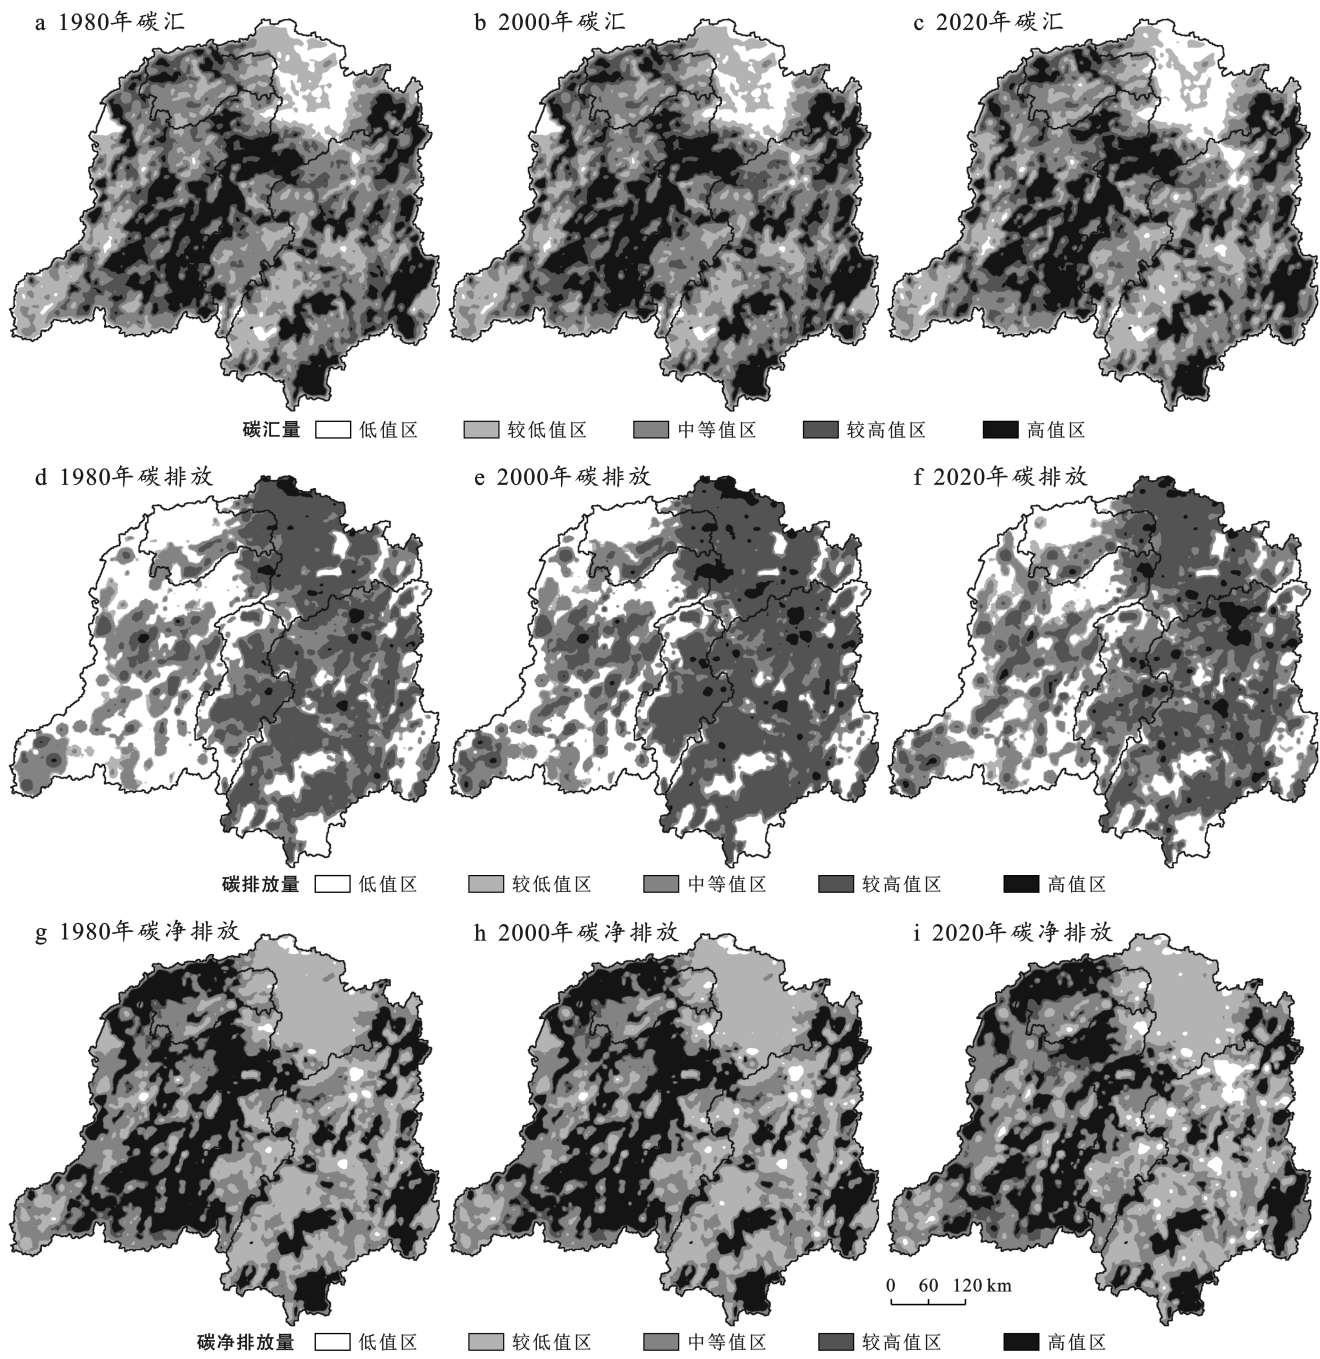 a 1980年碳汇 b 2000年碳汇 c 2020年碳汇
碳汇量 低值区 较低值区 中等值区 较高值区 高值区
d 1980年碳排放 e 2000年碳排放 f 2020年碳排放
碳排放量 低值区 较低值区 中等值区 较高值区 高值区
g 1980年碳净排放 h 2000年碳净排放 i 2020年碳净排放
0 60 120 km
碳净排放量 低值区 较低值区 中等值区 较高值区 高值区